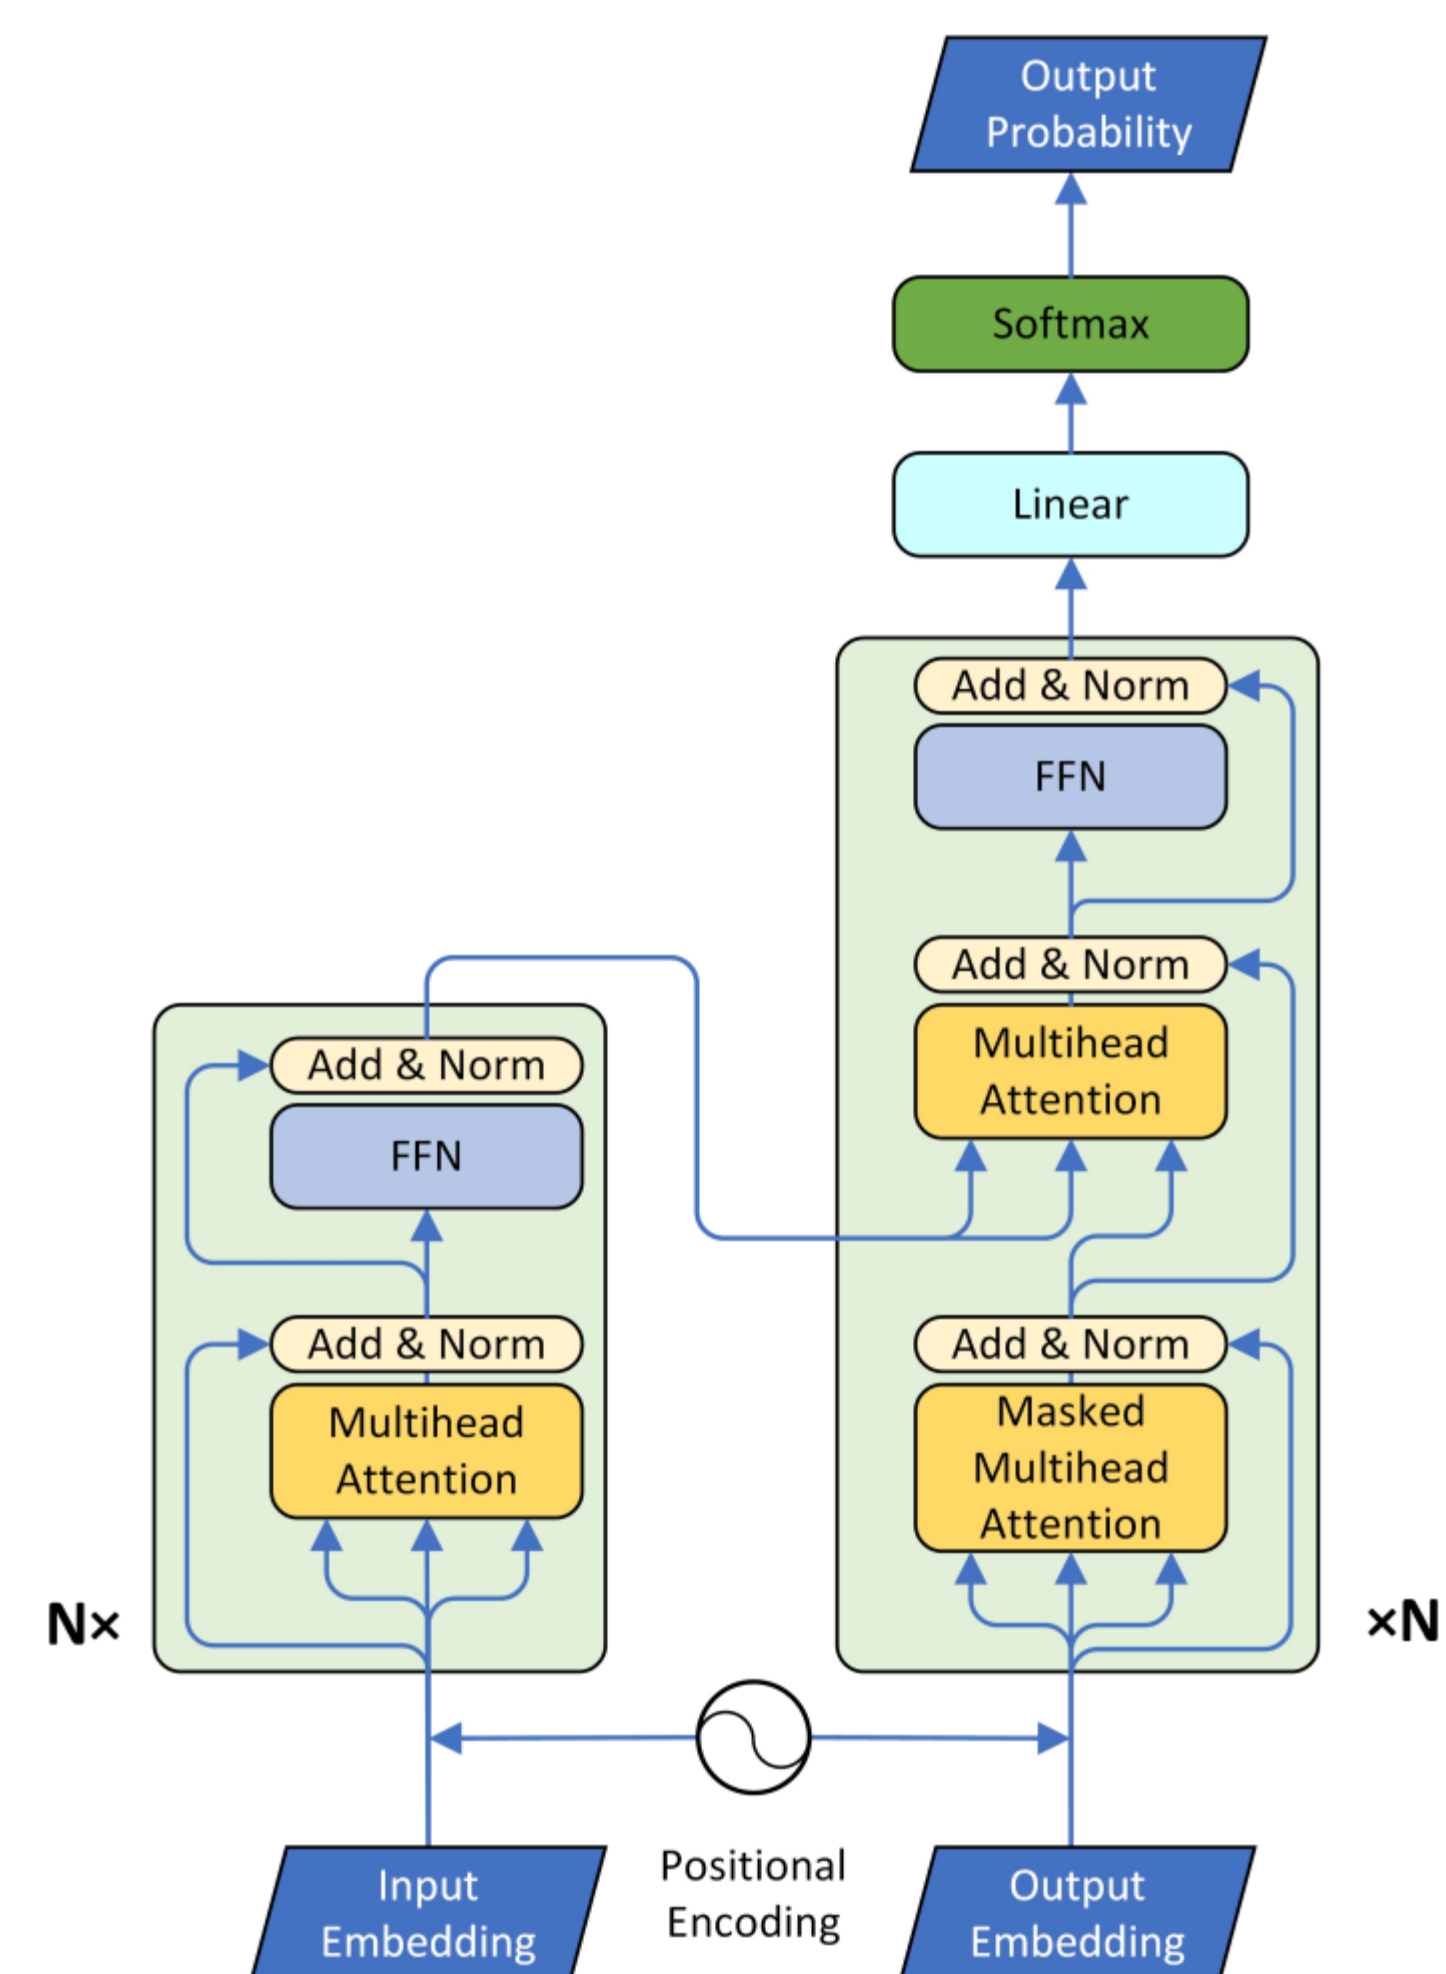 Output
Probability
Softmax
Linear
Add & Norm
FFN
Add & Norm
Multihead
Attention
Add & Norm
Masked
Multihead
Attention
×N
Add & Norm
FFN
Add & Norm
Multihead
Attention
N×
Input
Embedding
Positional
Encoding
Output
Embedding